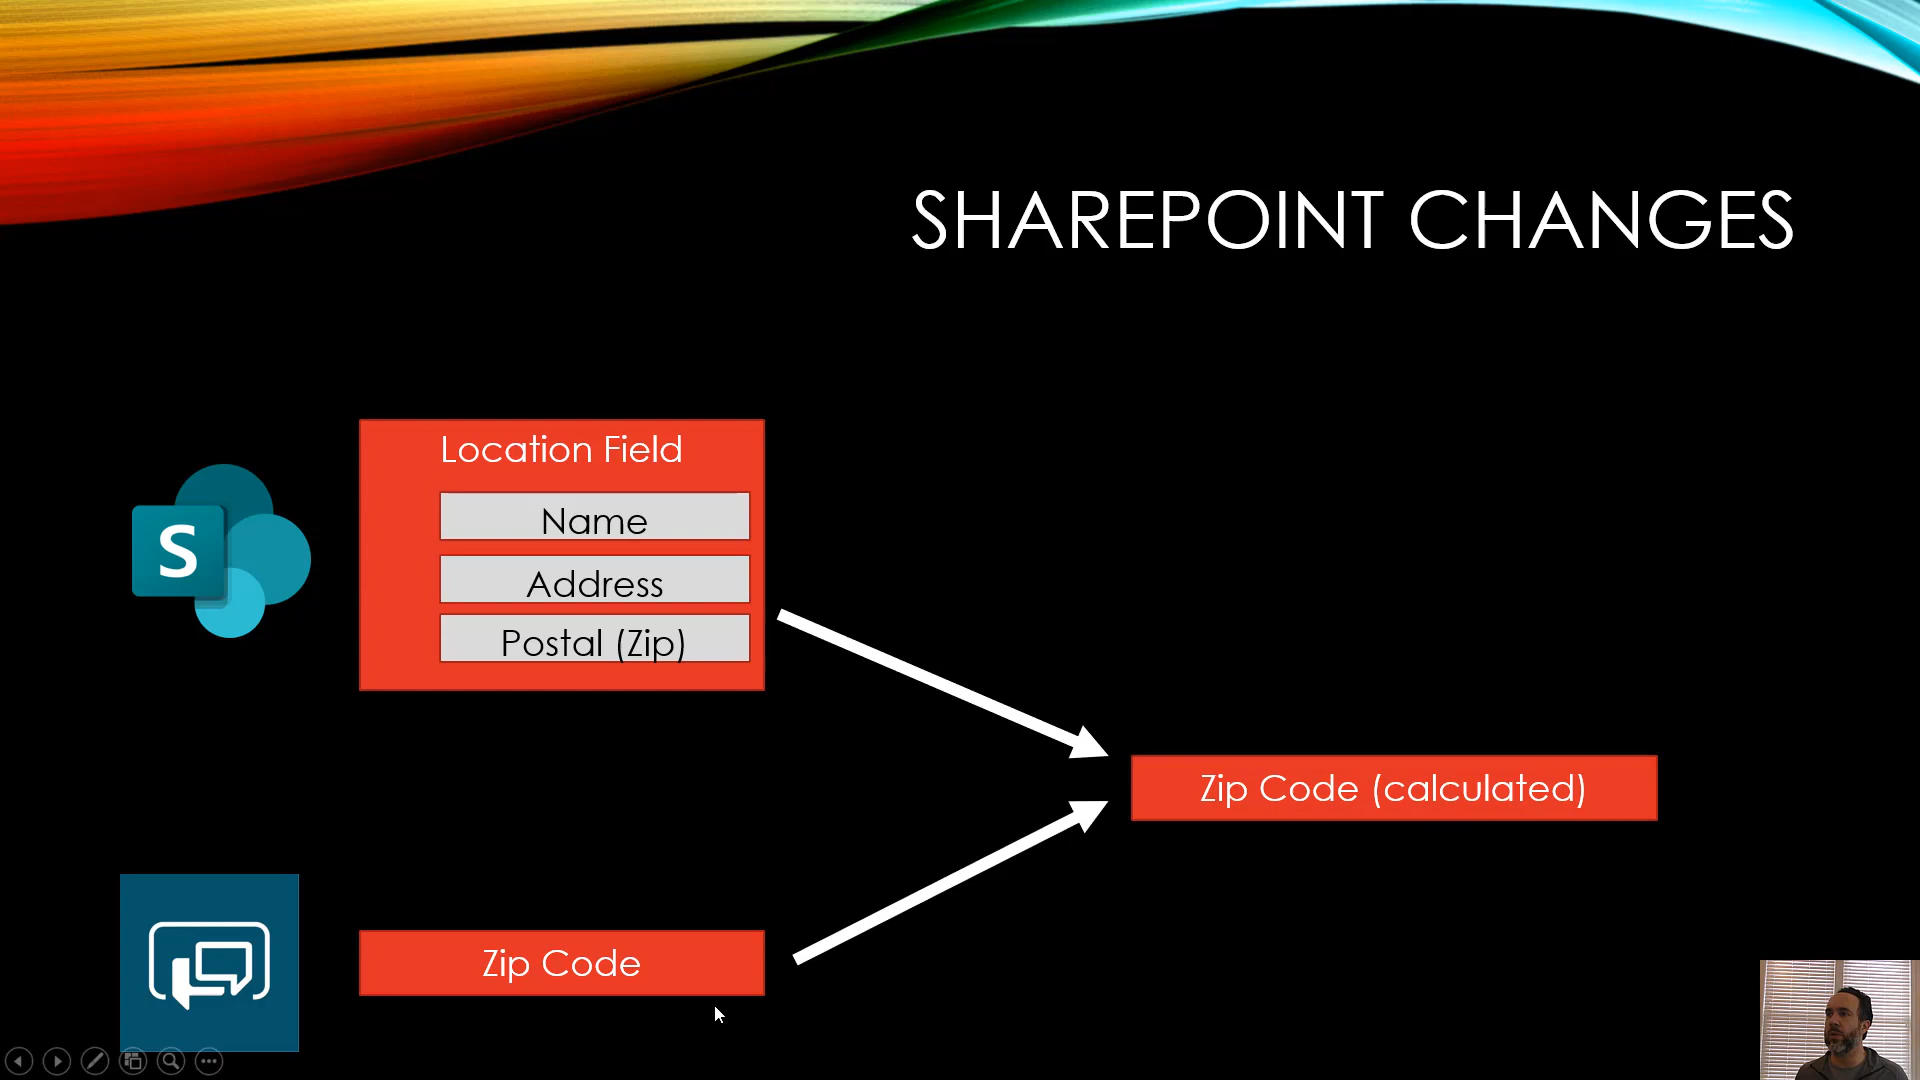 SHAREPOINT CHANGES
Location Field
Name
Address
Postal (Zip)
S
Zip Code (calculated)
Zip Code